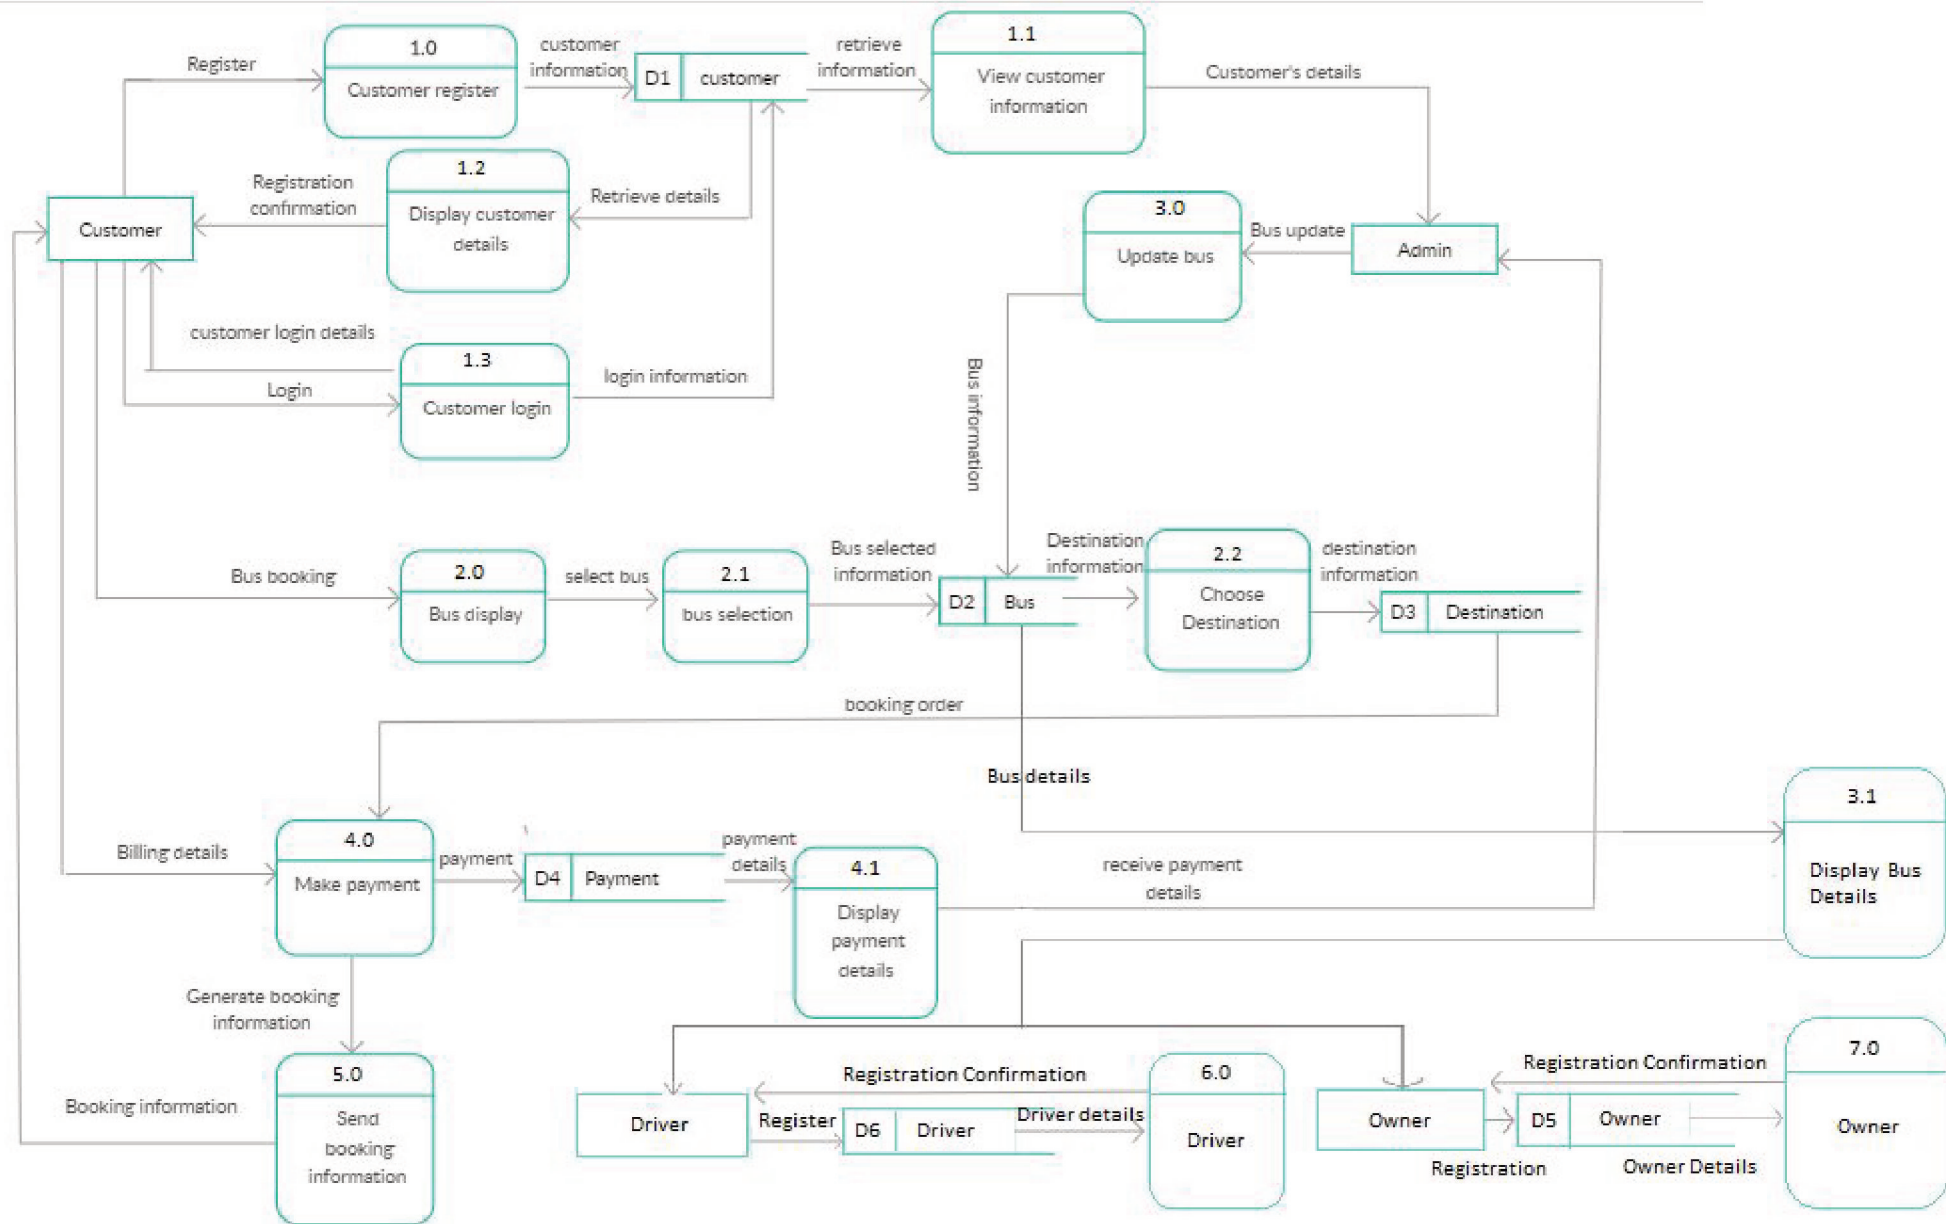 1.0
Customer register
Register
customer
information
D1
customer
retrieve
information
1.1
View customer
information
Customer's details
1.2
Display customer
details
Registration
confirmation
Retrieve details
Customer
3.0
Update bus
Bus update
Admin
customer login details
1.3
Customer login
Login
login information
Bus information
Bus booking
2.0
Bus display
select bus
2.1
bus selection
Bus selected
information
D2
Bus
Destination
information
2.2
Choose
Destination
destination
information
D3
Destination
booking order
Bus details
3.1
Display Bus
Details
Billing details
4.0
Make payment
payment
D4
Payment
payment
details
4.1
Display
payment
details
receive payment
details
Generate booking
information
5.0
Send
booking
information
Booking information
Driver
Register
D6
Driver
Registration Confirmation
Driver details
6.0
Driver
Owner
Registration
D5
Owner
Registration Confirmation
Owner Details
7.0
Owner